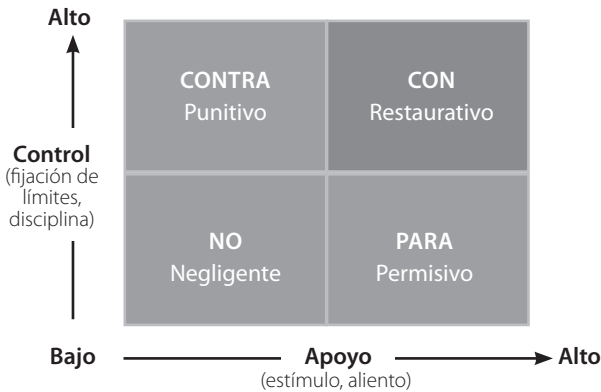 Alto
CONTRA
Punitivo
CON
Restaurativo
Control
(fijación de
límites,
disciplina)
NO
Negligente
PARA
Permisivo
Bajo
Apoyo
Alto
(estímulo, aliento)